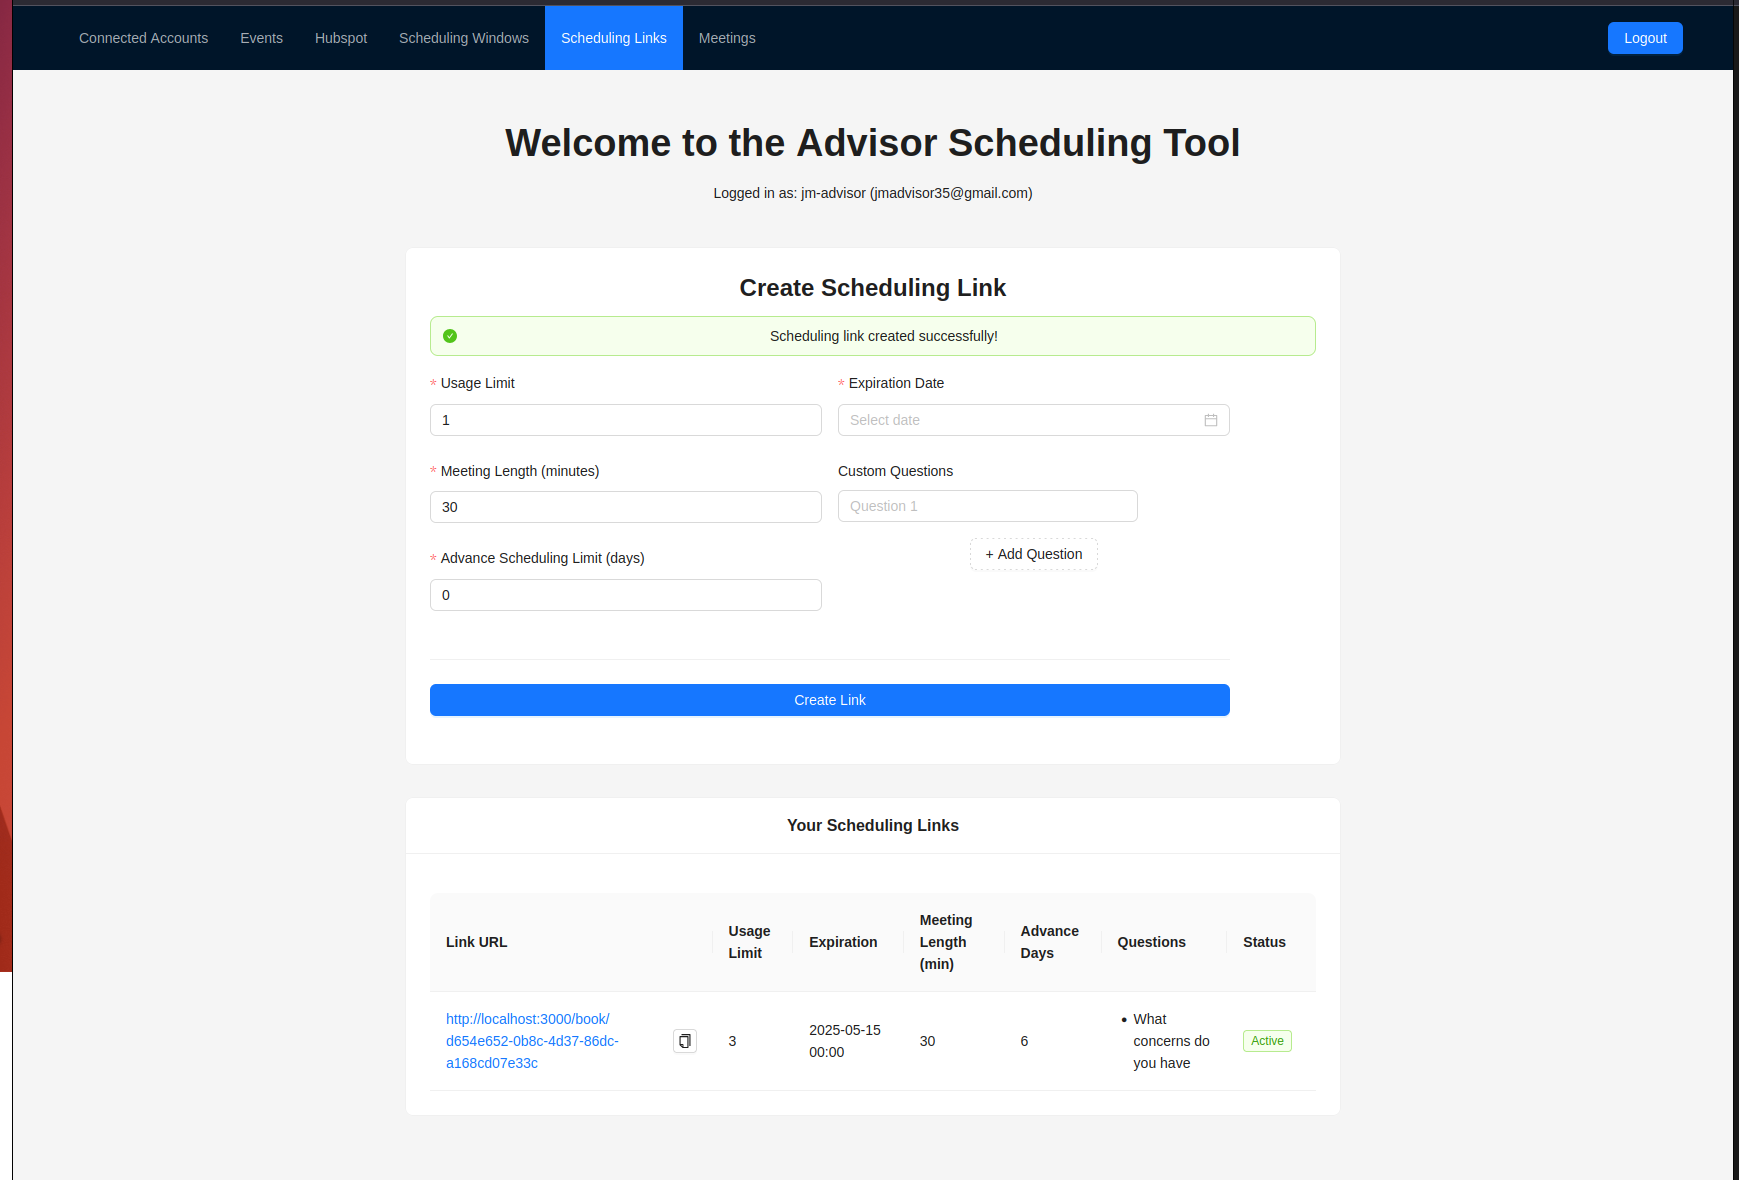 Connected Accounts
Events
Hubspot
Scheduling Windows
Scheduling Links
Meetings
Logout
Welcome to the Advisor Scheduling Tool
Logged in as: jm-advisor (jmadvisor35@gmail.com)
Create Scheduling Link
Scheduling link created successfully!
* Usage Limit
1
* Expiration Date
Select date
* Meeting Length (minutes)
30
Custom Questions
Question 1
+ Add Question
* Advance Scheduling Limit (days)
0
Create Link
Your Scheduling Links
Link URL
Usage
Limit
Expiration
Meeting
Length
(min)
Advance
Days
Questions
Status
http://localhost:3000/book/
d654e652-0b8c-4d37-86dc-
a168cd07e33c
3
2025-05-15
00:00
30
6
• What
concerns do
you have
Active